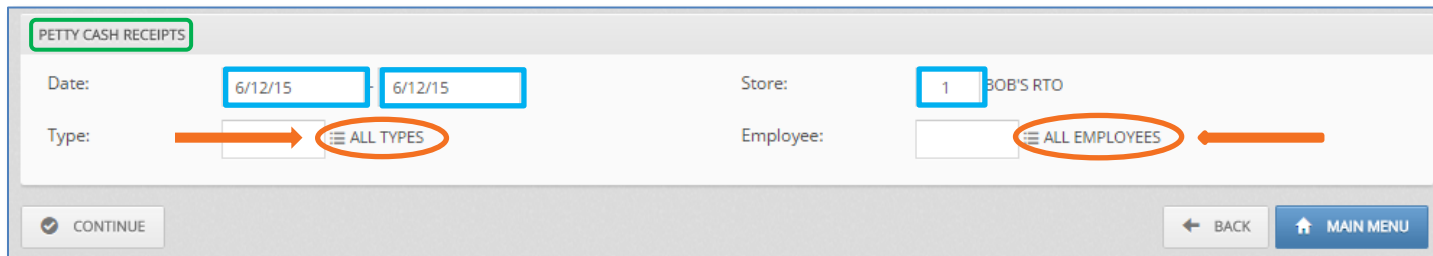 PETTY CASH RECEIPTS
Date: 6/12/15 - 6/12/15 Store: 1 BOB'S RTO
Type: ALL TYPES Employee: ALL EMPLOYEES
CONTINUE BACK MAIN MENU